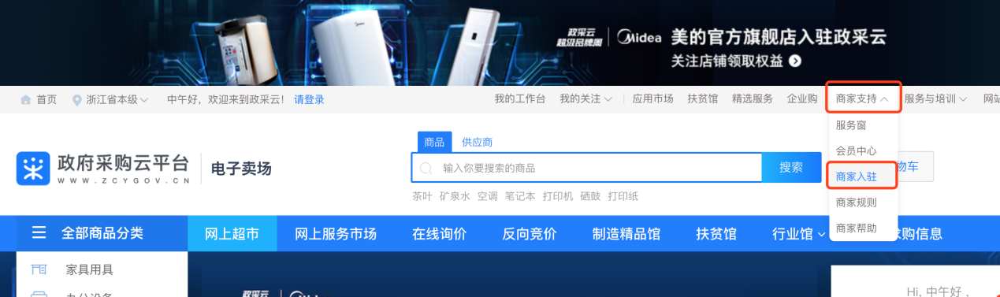 政采云
超级品牌周
Midea
美的官方旗舰店入驻政采云
关注店铺领取权益
首页
浙江省本级
中午好，欢迎来到政采云！
请登录
我的工作台
我的关注
应用市场
扶贫馆
精选服务
企业购
商家支持
服务与培训
网站
服务窗
会员中心
商家入驻
商家规则
商家帮助
政府采购云平台
WWW.ZCYGOV.CN
电子卖场
商品
供应商
输入你要搜索的商品
搜索
物车
茶叶 矿泉水 空调 笔记本 打印机 硒鼓 打印纸
全部商品分类
网上超市
网上服务市场
在线询价
反向竞价
制造精品馆
扶贫馆
行业馆
求购信息
家具用具
办公设备
政采云
Midea
Hi, 中午好，